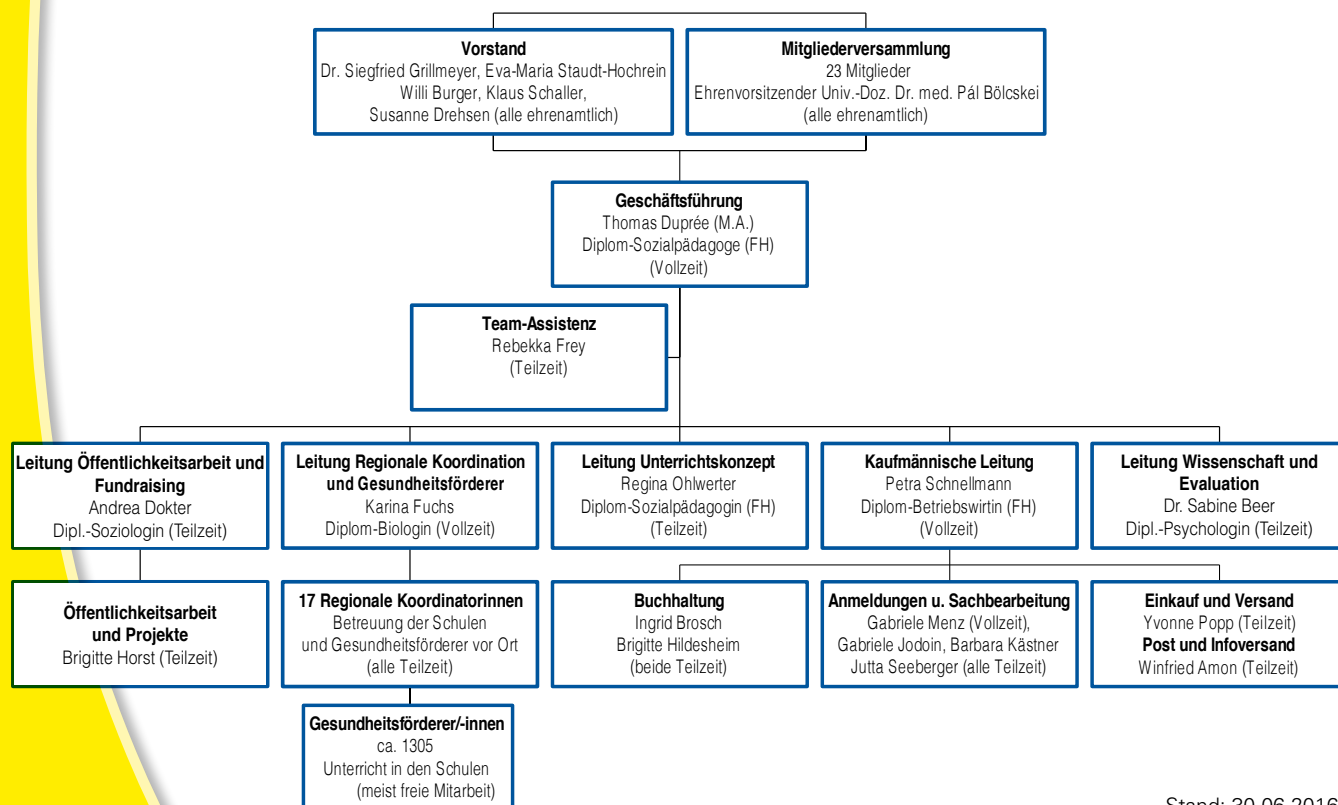 Vorstand
Dr. Siegfried Grillmeyer, Eva-Maria Staudt-Hochrein
Willi Burger, Klaus Schaller,
Susanne Drehsen (alle ehrenamtlich)
Mitgliederversammlung
23 Mitglieder
Ehrenvorsitzender Univ.-Doz. Dr. med. Pál Bölcskei
(alle ehrenamtlich)
Geschäftsführung
Thomas Duprée (M.A.)
Diplom-Sozialpädagoge (FH)
(Vollzeit)
Team-Assistenz
Rebekka Frey
(Teilzeit)
Leitung Öffentlichkeitsarbeit und
Fundraising
Andrea Dokter
Dipl.-Soziologin (Teilzeit)
Leitung Regionale Koordination
und Gesundheitsförderer
Karina Fuchs
Diplom-Biologin (Vollzeit)
Leitung Unterrichtskonzept
Regina Ohlwerter
Diplom-Sozialpädagogin (FH)
(Teilzeit)
Kaufmännische Leitung
Petra Schnellmann
Diplom-Betriebswirtin (FH)
(Vollzeit)
Leitung Wissenschaft und
Evaluation
Dr. Sabine Beer
Dipl.-Psychologin (Teilzeit)
Öffentlichkeitsarbeit
und Projekte
Brigitte Horst (Teilzeit)
17 Regionale Koordinatorinnen
Betreuung der Schulen
und Gesundheitsförderer vor Ort
(alle Teilzeit)
Buchhaltung
Ingrid Brosch
Brigitte Hildesheim
(beide Teilzeit)
Anmeldungen u. Sachbearbeitung
Gabriele Menz (Vollzeit),
Gabriele Jodoin, Barbara Kästner
Jutta Seeberger (alle Teilzeit)
Einkauf und Versand
Yvonne Popp (Teilzeit)
Post und Infoversand
Winfried Amon (Teilzeit)
Gesundheitsförderer/-innen
ca. 1305
Unterricht in den Schulen
(meist freie Mitarbeit)
Stand: 30.06.2016